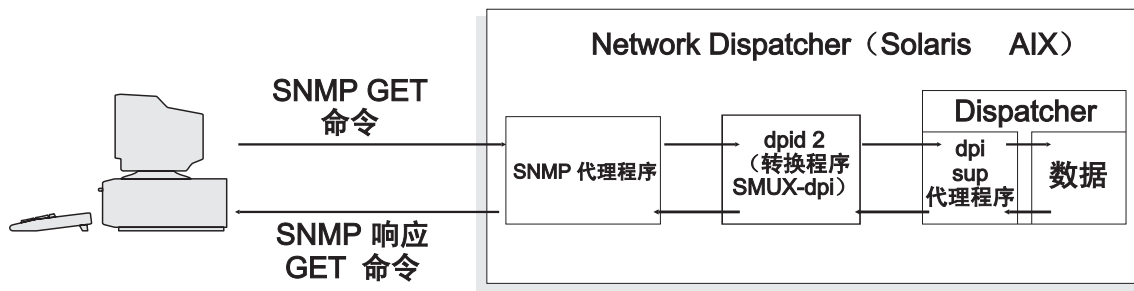 Network Dispatcher（Solaris AIX）
SNMP GET
命令
SNMP 代理程序
dpid 2
（转换程序
SMUX-dpi）
Dispatcher
dpi
sup
代理程序
数据
SNMP 响应
GET 命令